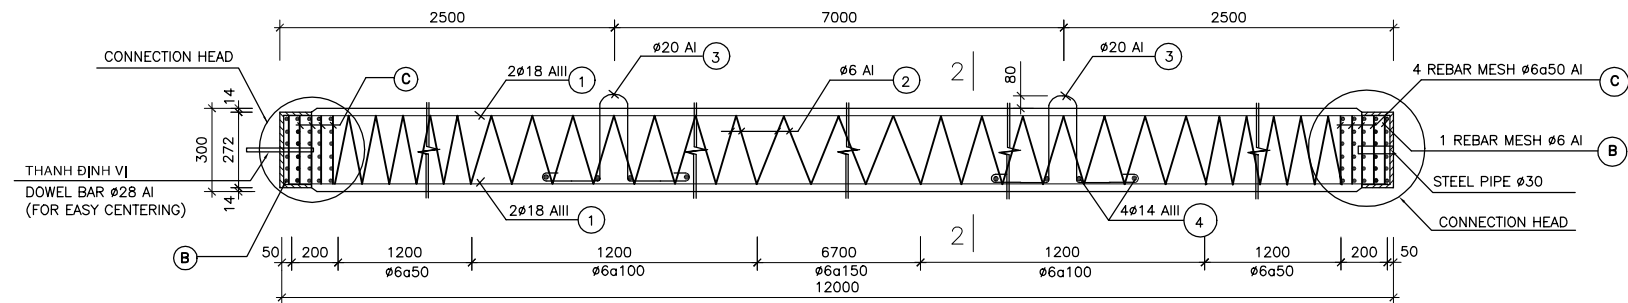 2500
7000
2500
CONNECTION HEAD
C
2ø18 AIII
1
ø20 AI
3
ø6 AI
2
2
80
ø20 AI
3
4 REBAR MESH ø6a50 AI
C
14
300
272
14
1 REBAR MESH ø6 AI
B
THANH ĐỊNH VỊ
DOWEL BAR ø28 AI
(FOR EASY CENTERING)
STEEL PIPE ø30
2ø18 AIII
1
4ø14 AIII
4
CONNECTION HEAD
2
B
50
200
1200
1200
6700
1200
1200
200
50
ø6a50
ø6a100
ø6a150
ø6a100
ø6a50
12000